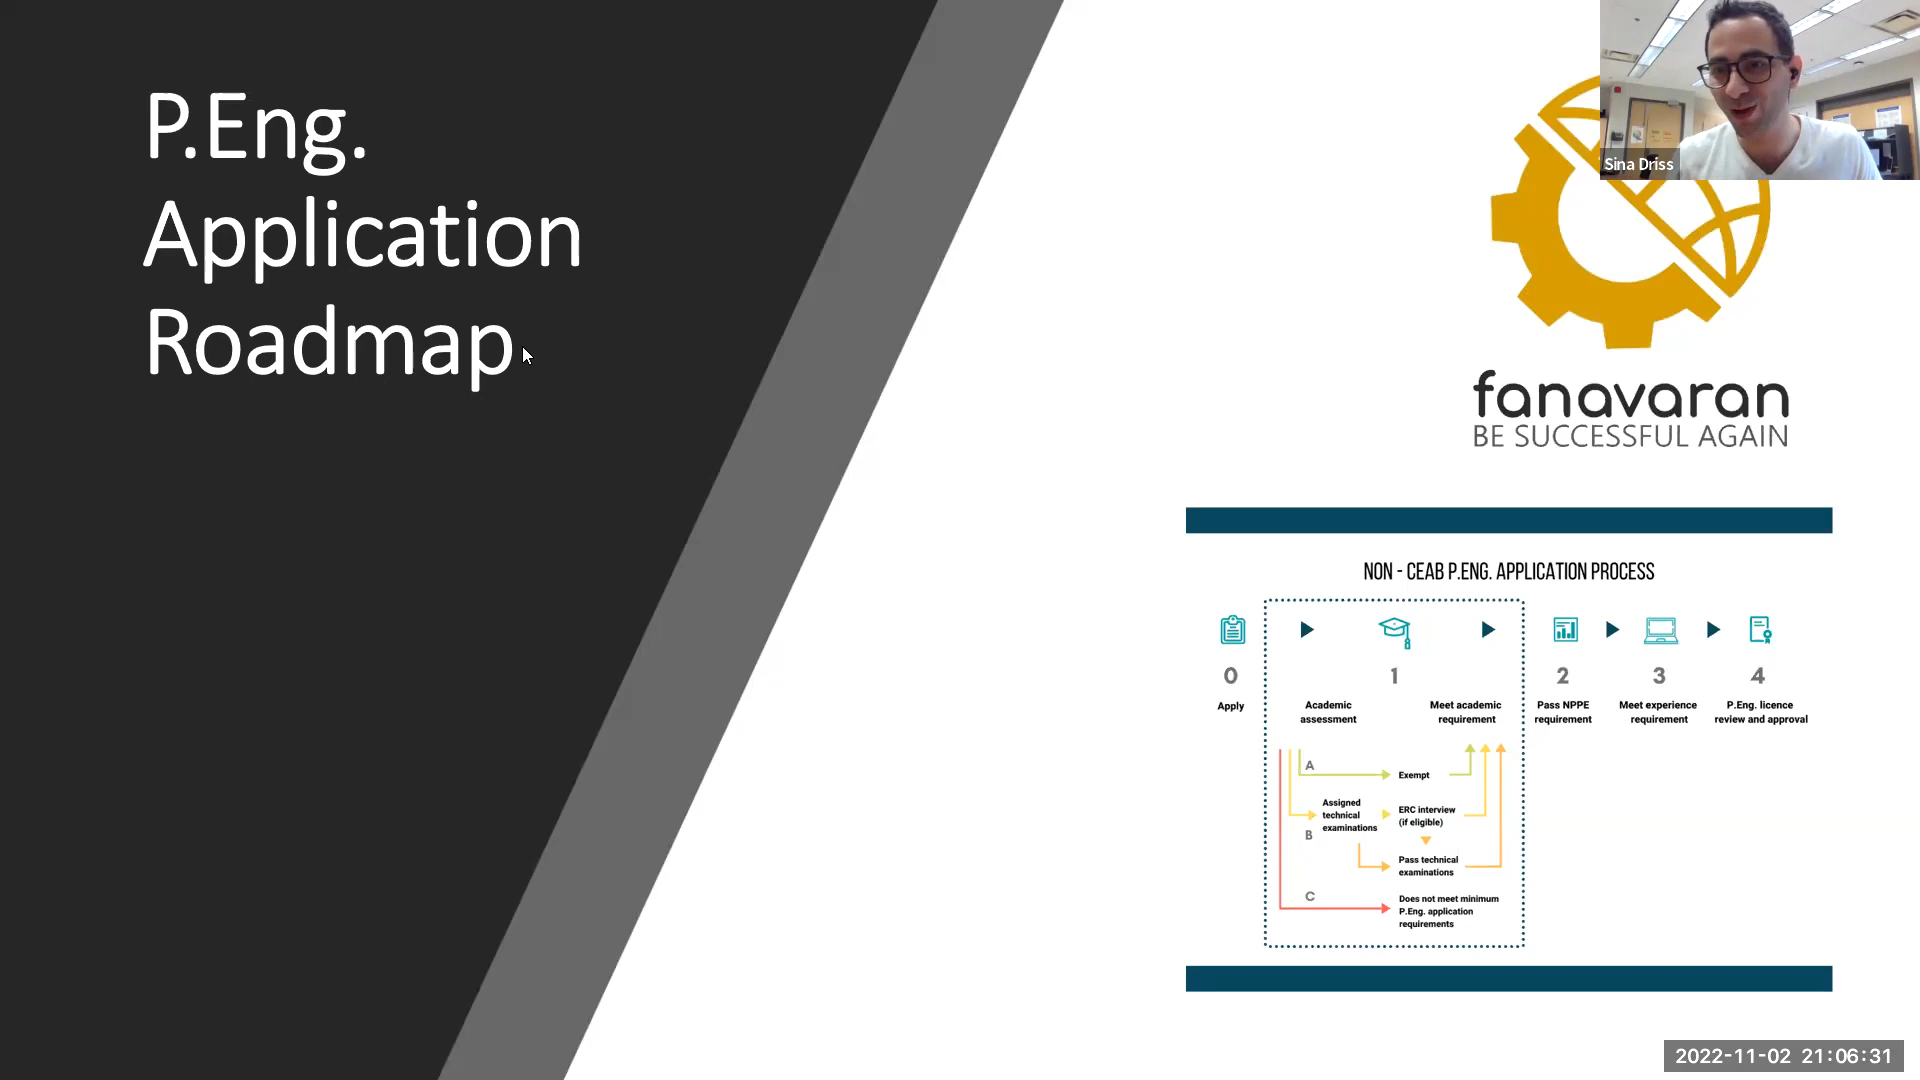 P.Eng.
Application
Roadmap
Sina Driss
fanavaran
BE SUCCESSFUL AGAIN
NON - CEAB P.ENG. APPLICATION PROCESS
0
1
2
3
4
Apply
Academic
assessment
Meet academic
requirement
Pass NPPE
requirement
Meet experience
requirement
P.Eng. licence
review and approval
A
Exempt
Assigned
technical
examinations
B
ERC interview
(if eligible)
Pass technical
examinations
C
Does not meet minimum
P.Eng. application
requirements
2022-11-02 21:06:31